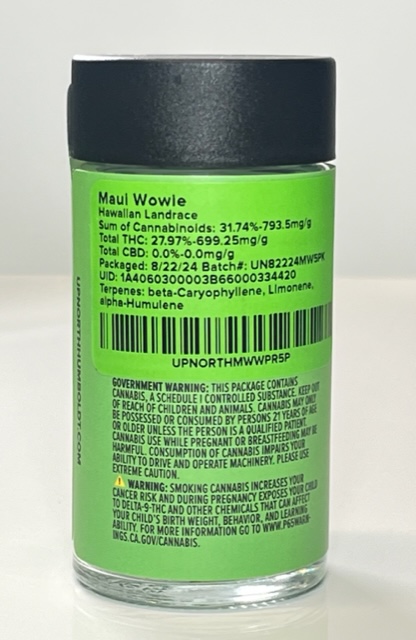 Maui Wowie
Hawaiian Landrace
Sum of Cannabinoids: 31.74%-793.5mg/g
Total THC: 27.97%-699.25mg/g
Total CBD: 0.0%-0.0mg/g
Packaged: 8/22/24 Batch#: UNB2224MW5PK
UID: 1A4060300003B66000334420
Terpenes: beta-Caryophyllene, Limonene,
alpha-Humulene
UPNORTHMWWPR5P
UPNORTHHUMBOLDT.COM
GOVERNMENT WARNING: THIS PACKAGE CONTAINS
CANNABIS, A SCHEDULE I CONTROLLED SUBSTANCE. KEEP OUT
OF REACH OF CHILDREN AND ANIMALS. CANNABIS MAY ONLY
BE POSSESSED OR CONSUMED BY PERSONS 21 YEARS OF AGE
OR OLDER UNLESS THE PERSON IS A QUALIFIED PATIENT.
CANNABIS USE WHILE PREGNANT OR BREASTFEEDING MAY BE
HARMFUL. CONSUMPTION OF CANNABIS IMPAIRS YOUR
ABILITY TO DRIVE AND OPERATE MACHINERY. PLEASE USE
EXTREME CAUTION.
WARNING: SMOKING CANNABIS INCREASES YOUR
CANCER RISK AND DURING PREGNANCY EXPOSES YOUR CHILD
TO DELTA-9-THC AND OTHER CHEMICALS THAT CAN AFFECT
YOUR CHILD'S BIRTH WEIGHT, BEHAVIOR, AND LEARNING
ABILITY. FOR MORE INFORMATION GO TO WWW.P65WARN-
INGS.CA.GOV/CANNABIS.